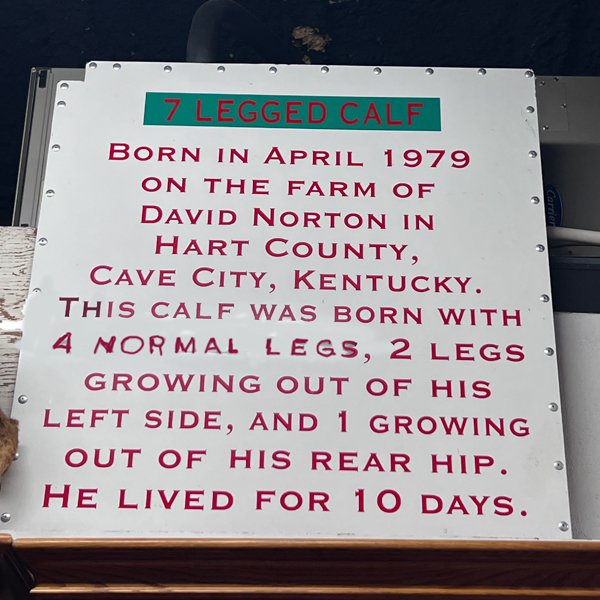 7 LEGGED CALF
BORN IN APRIL 1979
ON THE FARM OF
DAVID NORTON IN
HART COUNTY,
CAVE CITY, KENTUCKY.
THIS CALF WAS BORN WITH
4 NORMAL LEGS, 2 LEGS
GROWING OUT OF HIS
LEFT SIDE, AND 1 GROWING
OUT OF HIS REAR HIP.
HE LIVED FOR 10 DAYS.
Carrier